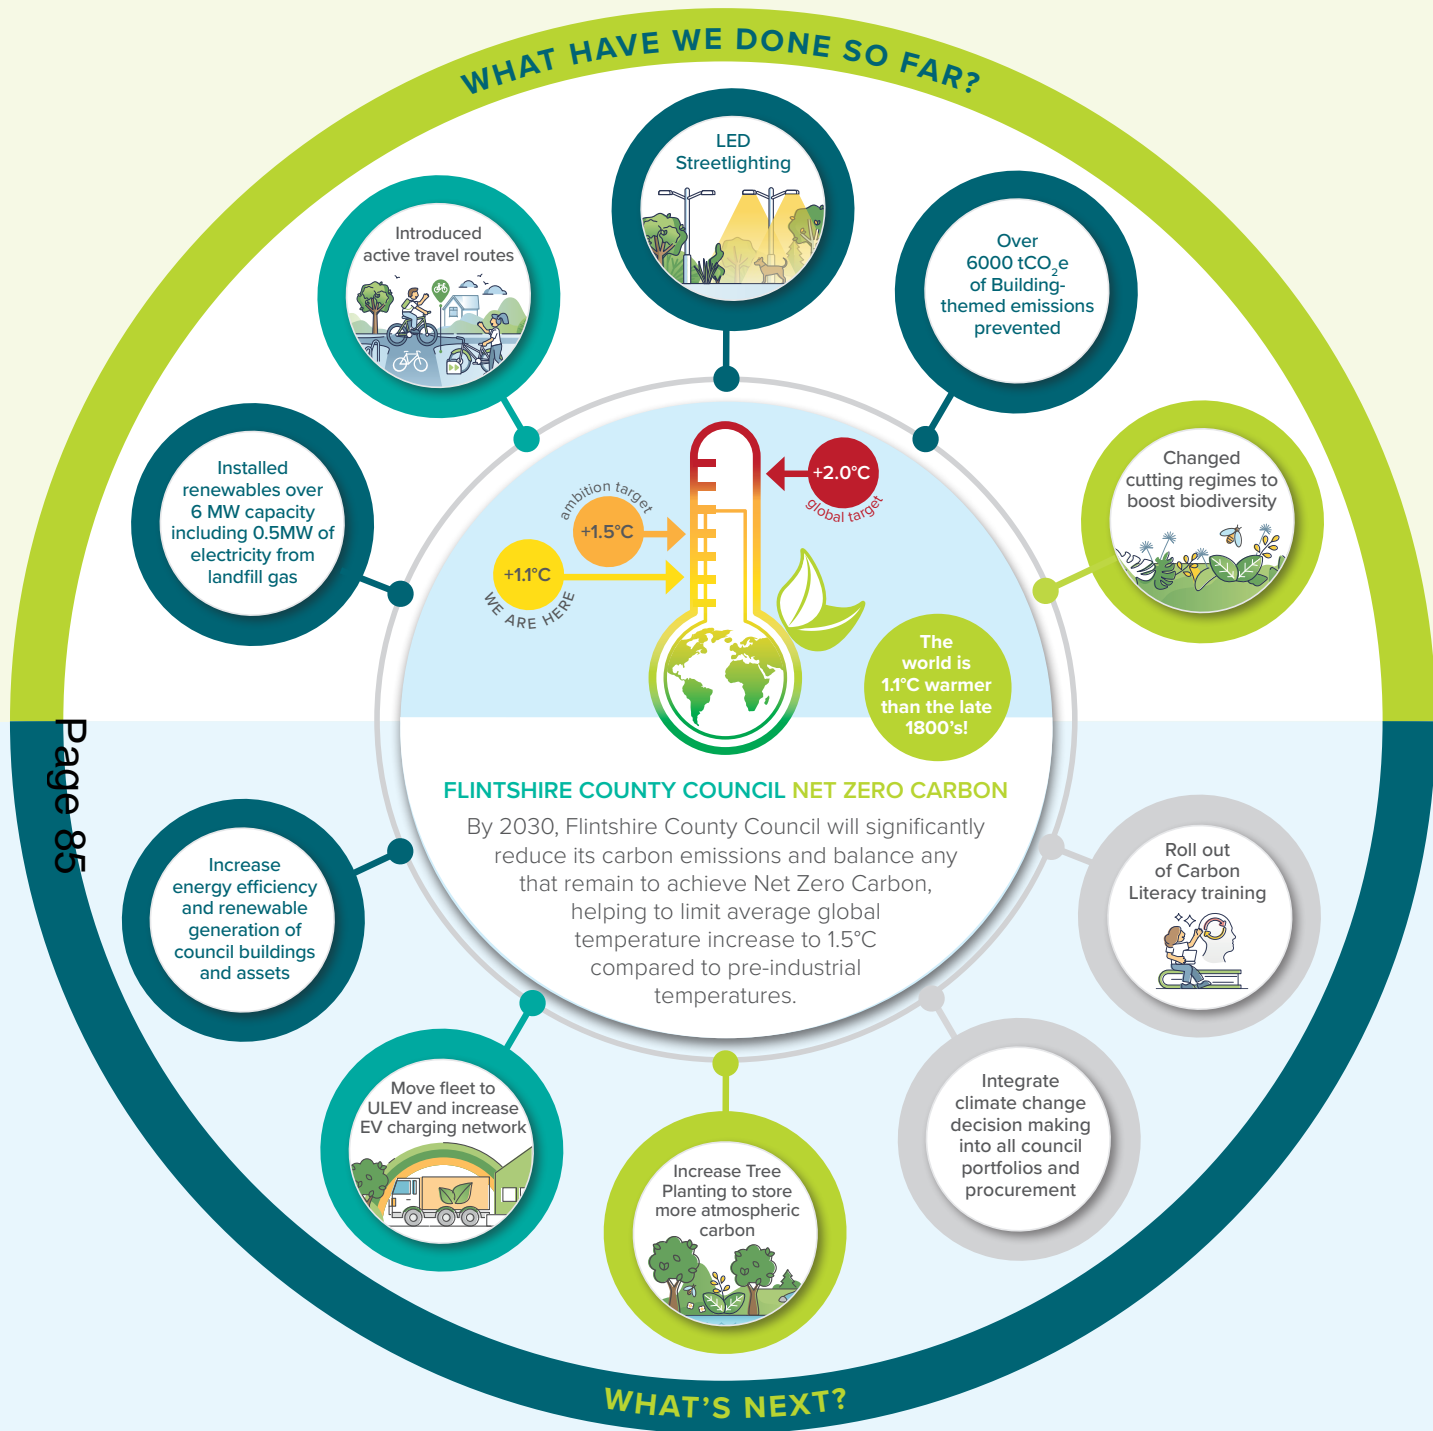 WHAT HAVE WE DONE SO FAR?
LED
Streetlighting
Introduced
active travel routes
Over
6000 tCO₂e
of Building-
themed emissions
prevented
Installed
renewables over
6 MW capacity
including 0.5MW of
electricity from
landfill gas
Changed
cutting regimes to
boost biodiversity
+2.0°C
global target
ambition target
+1.5°C
+1.1°C
WE ARE HERE
The
world is
1.1°C warmer
than the late
1800's!
Page 85
FLINTSHIRE COUNTY COUNCIL NET ZERO CARBON
By 2030, Flintshire County Council will significantly
reduce its carbon emissions and balance any
that remain to achieve Net Zero Carbon,
helping to limit average global
temperature increase to 1.5°C
compared to pre-industrial
temperatures.
Increase
energy efficiency
and renewable
generation of
council buildings
and assets
Roll out
of Carbon
Literacy training
Move fleet to
ULEV and increase
EV charging network
Integrate
climate change
decision making
into all council
portfolios and
procurement
Increase Tree
Planting to store
more atmospheric
carbon
WHAT'S NEXT?